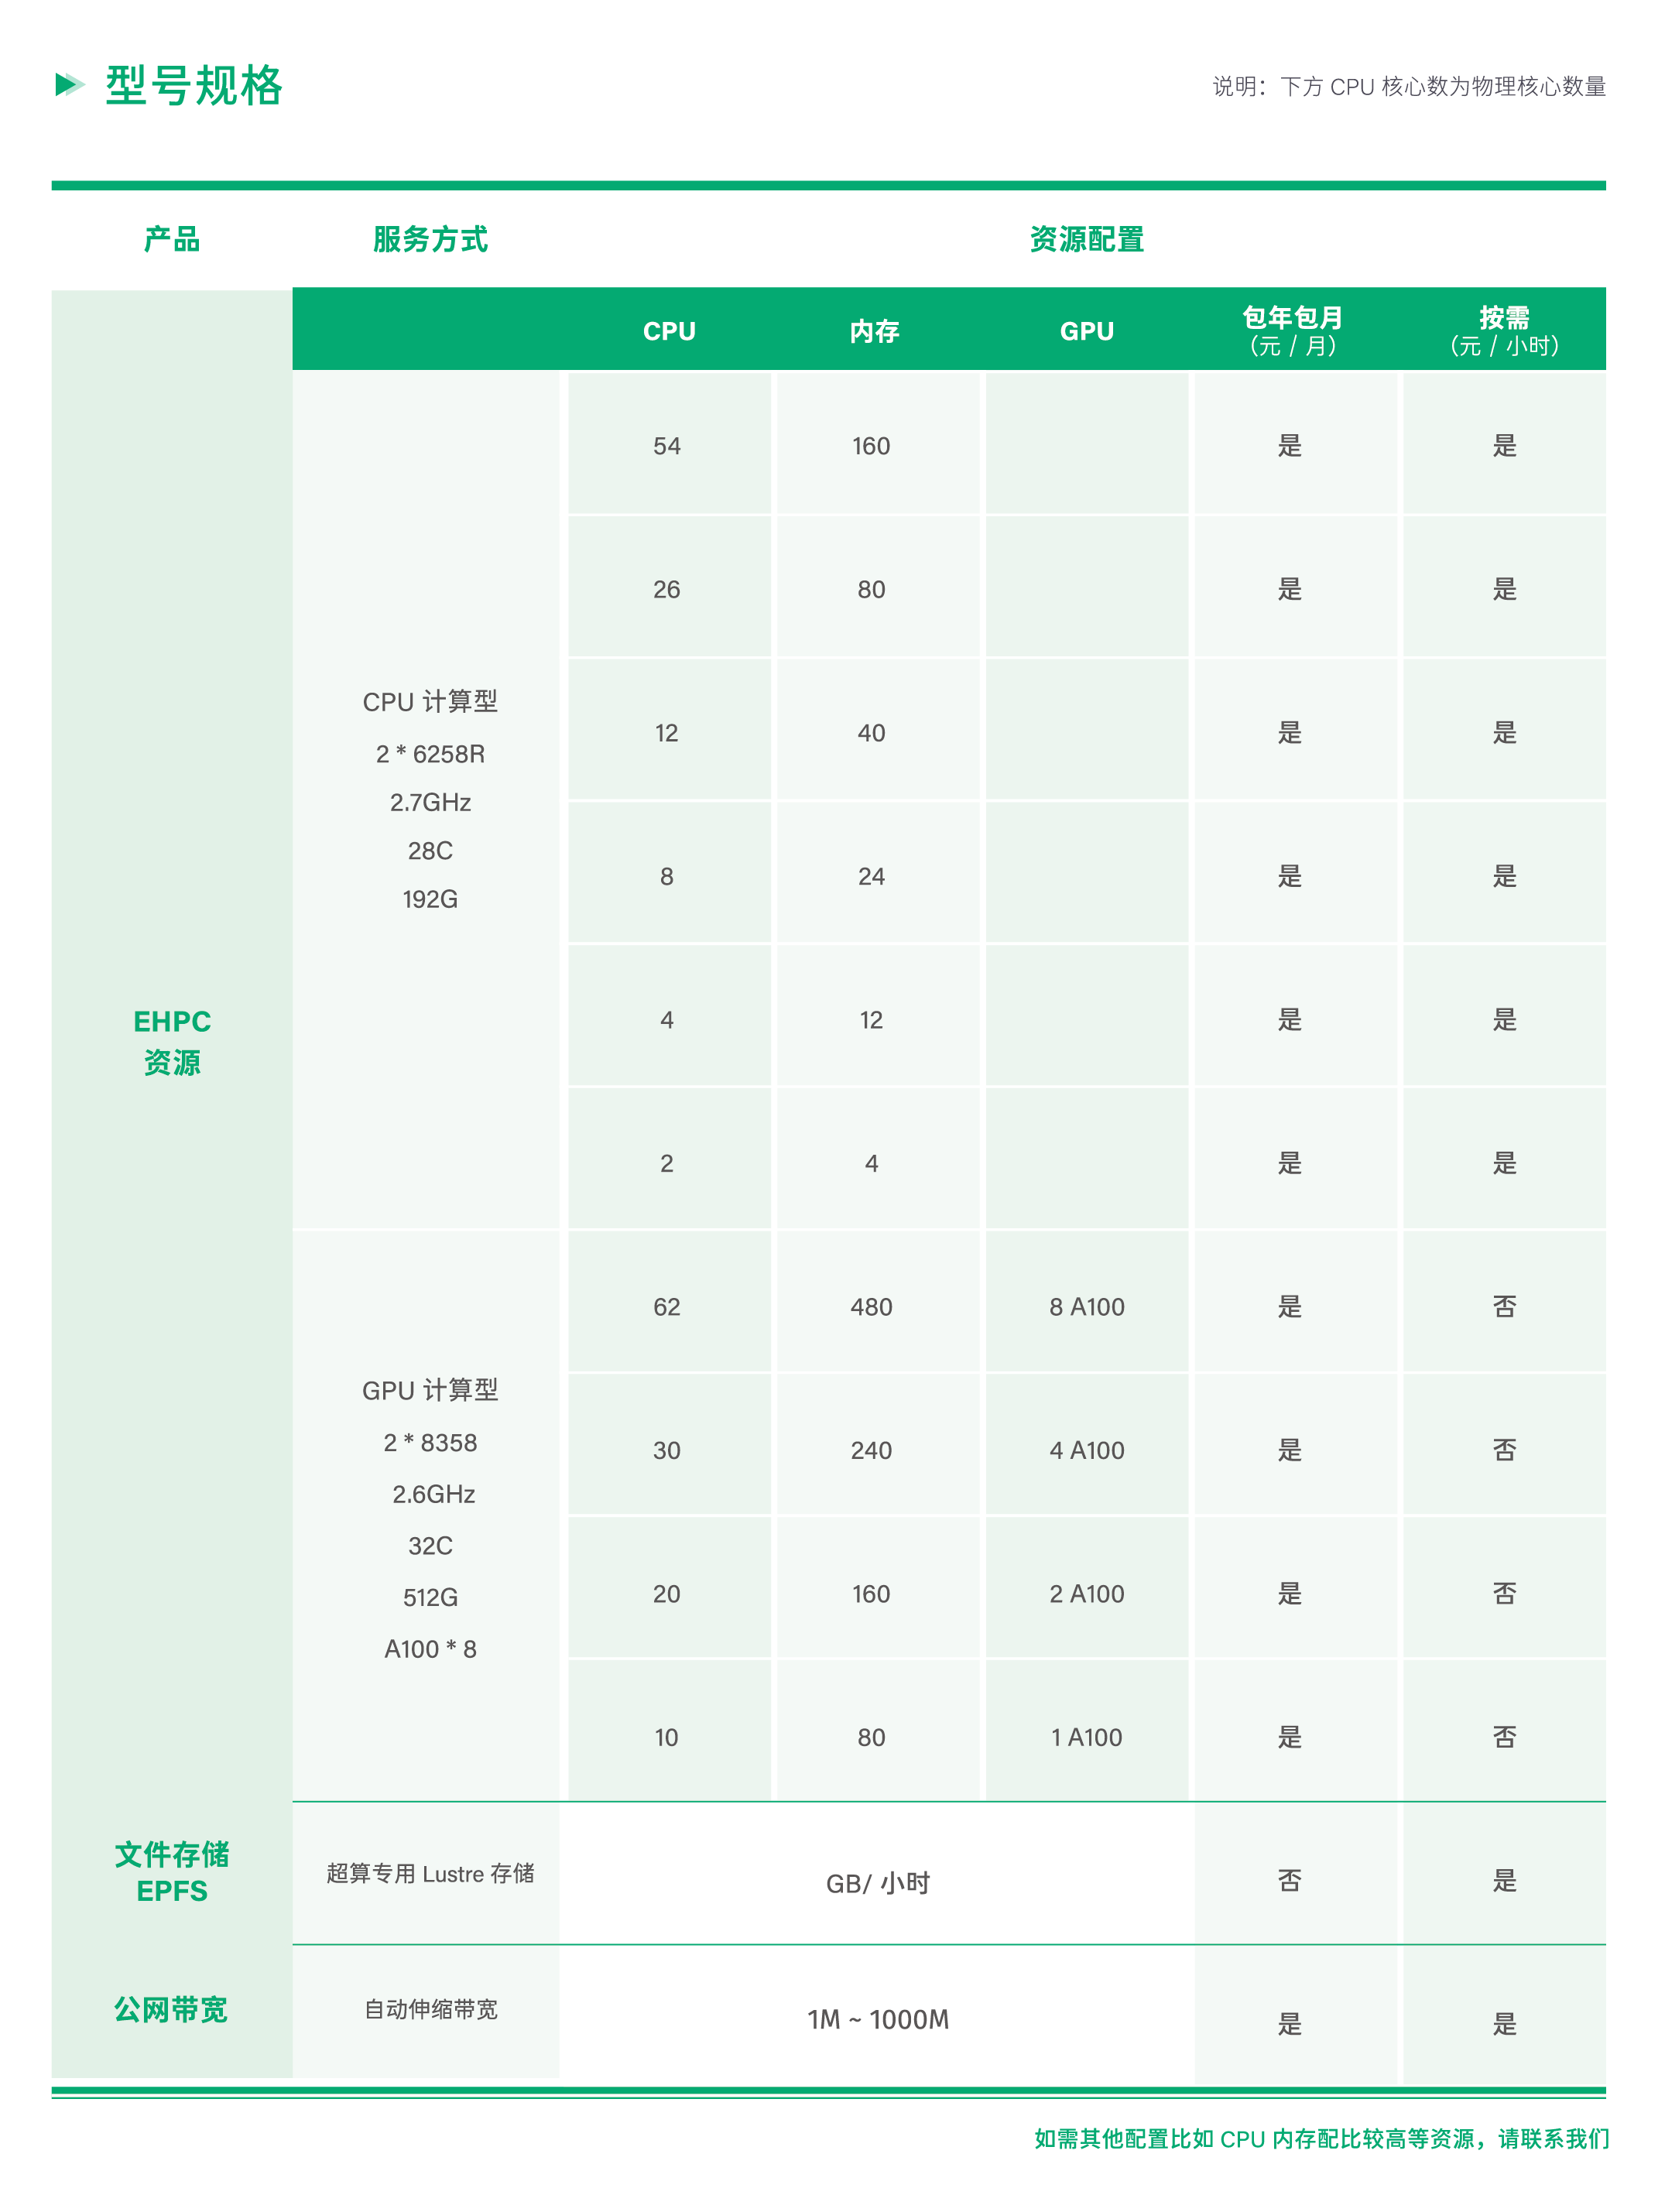 型号规格
说明：下方 CPU 核心数为物理核心数量
产品 服务方式 资源配置
CPU 内存 GPU 包年包月 按需
（元 / 月） （元 / 小时）
EHPC
资源
CPU 计算型
2 * 6258R
2.7GHz
28C
192G
54 160 是 是
26 80 是 是
12 40 是 是
8 24 是 是
4 12 是 是
2 4 是 是
GPU 计算型
2 * 8358
2.6GHz
32C
512G
A100 * 8
62 480 8 A100 是 否
30 240 4 A100 是 否
20 160 2 A100 是 否
10 80 1 A100 是 否
文件存储
EPFS
超算专用 Lustre 存储 GB/ 小时 否 是
公网带宽 自动伸缩带宽 1M ~ 1000M 是 是
如需其他配置比如 CPU 内存配比较高等资源，请联系我们